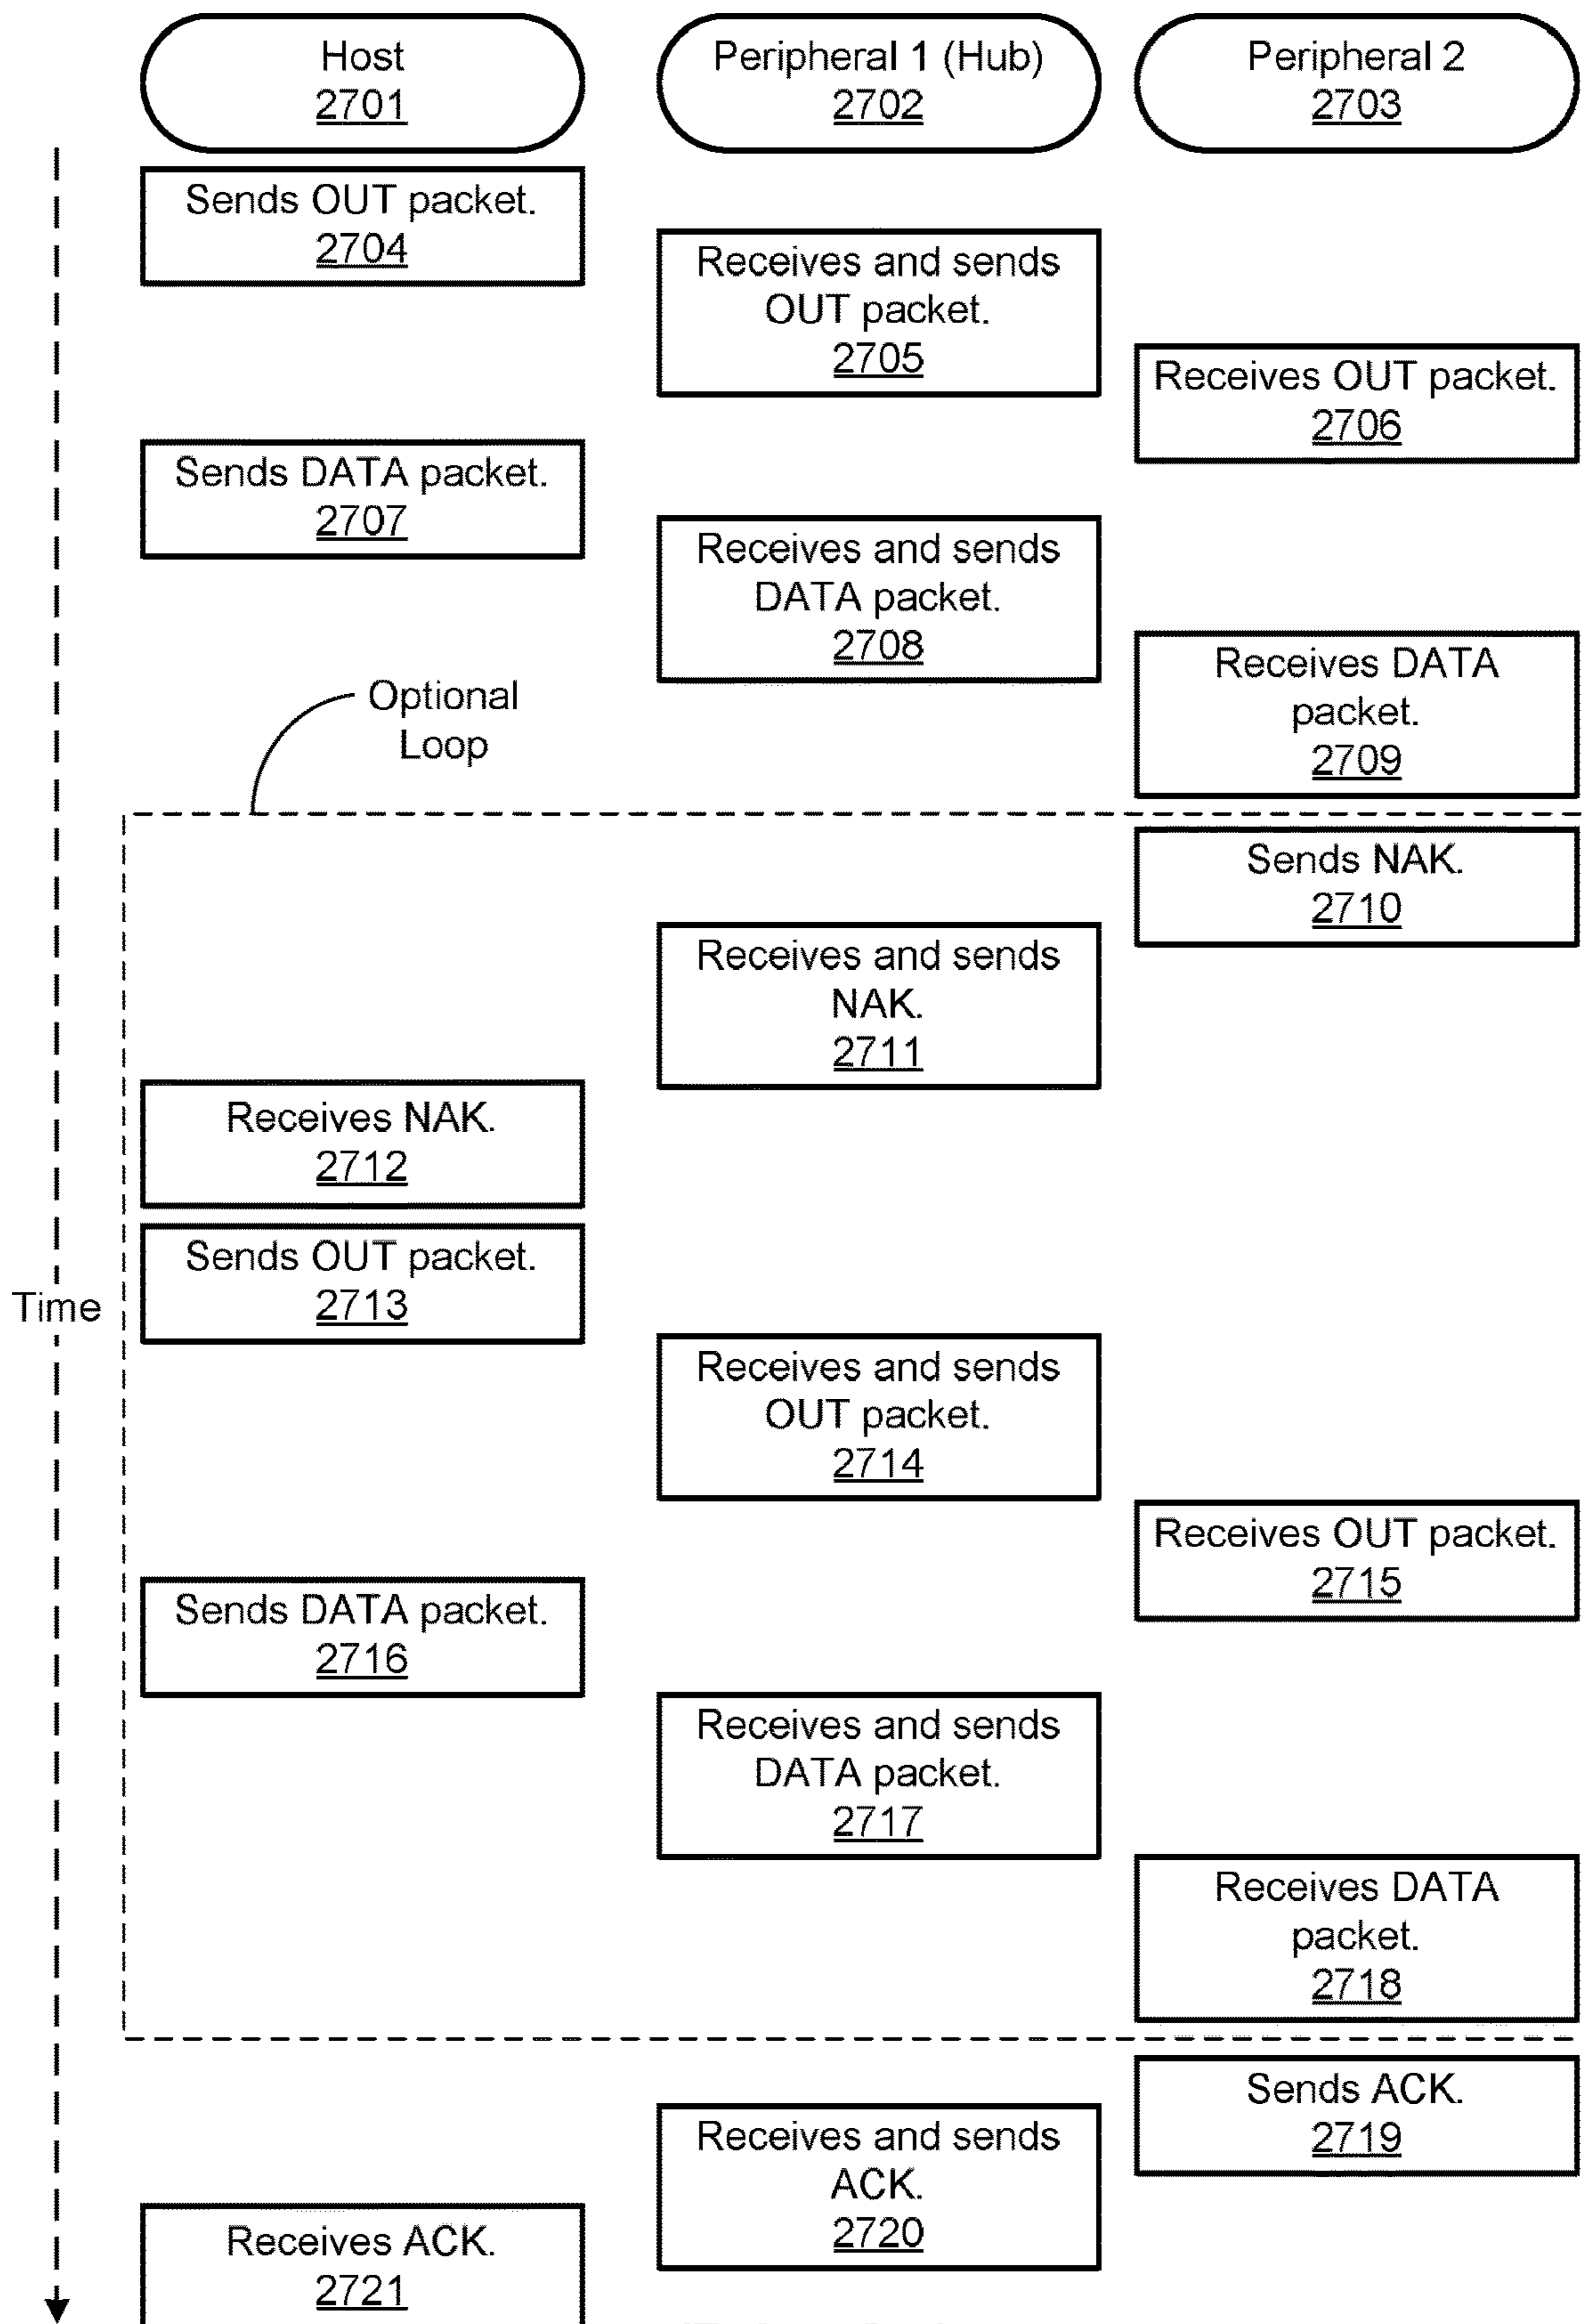 Host
2701
Peripheral 1 (Hub)
2702
Peripheral 2
2703
Sends OUT packet.
2704
Receives and sends
OUT packet.
2705
Receives OUT packet.
2706
Sends DATA packet.
2707
Receives and sends
DATA packet.
2708
Receives DATA
packet.
2709
Optional
Loop
Sends NAK.
2710
Receives and sends
NAK.
2711
Receives NAK.
2712
Sends OUT packet.
2713
Time
Receives and sends
OUT packet.
2714
Receives OUT packet.
2715
Sends DATA packet.
2716
Receives and sends
DATA packet.
2717
Receives DATA
packet.
2718
Sends ACK.
2719
Receives and sends
ACK.
2720
Receives ACK.
2721